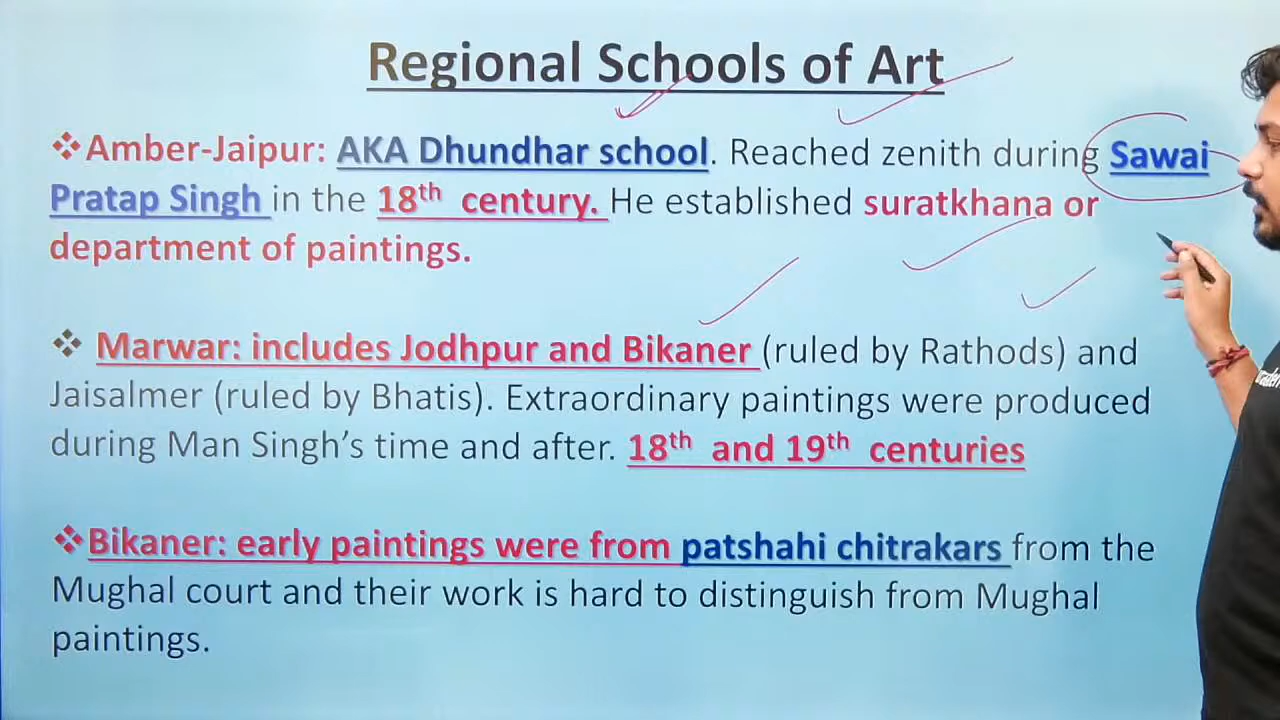 Regional Schools of Art
❖Amber-Jaipur: AKA Dhundhar school. Reached zenith during Sawai
Pratap Singh in the 18th century. He established suratkhana or
department of paintings.
❖ Marwar: includes Jodhpur and Bikaner (ruled by Rathods) and
Jaisalmer (ruled by Bhatis). Extraordinary paintings were produced
during Man Singh's time and after. 18th and 19th centuries
❖Bikaner: early paintings were from patshahi chitrakars from the
Mughal court and their work is hard to distinguish from Mughal
paintings.